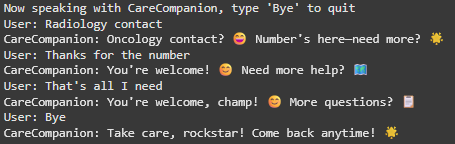 Now speaking with CareCompanion, type 'Bye' to quit
User: Radiology contact
CareCompanion: Oncology contact? 😄 Number's here—need more? 🌟
User: Thanks for the number
CareCompanion: You're welcome! 😊 Need more help? 🗺️
User: That's all I need
CareCompanion: You're welcome, champ! 😊 More questions? 📋
User: Bye
CareCompanion: Take care, rockstar! Come back anytime! 🌟